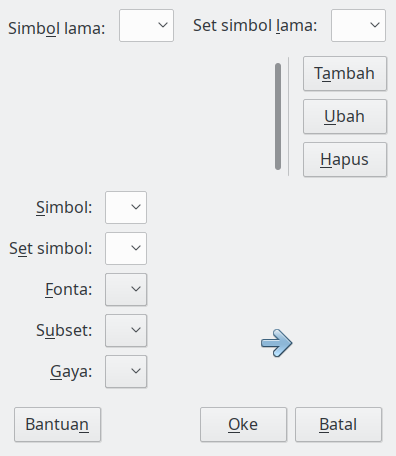 Simbol lama: Set simbol lama:
Tambah
Ubah
Hapus
Simbol:
Set simbol:
Fonta:
Subset:
Gaya:
Bantuan Oke Batal